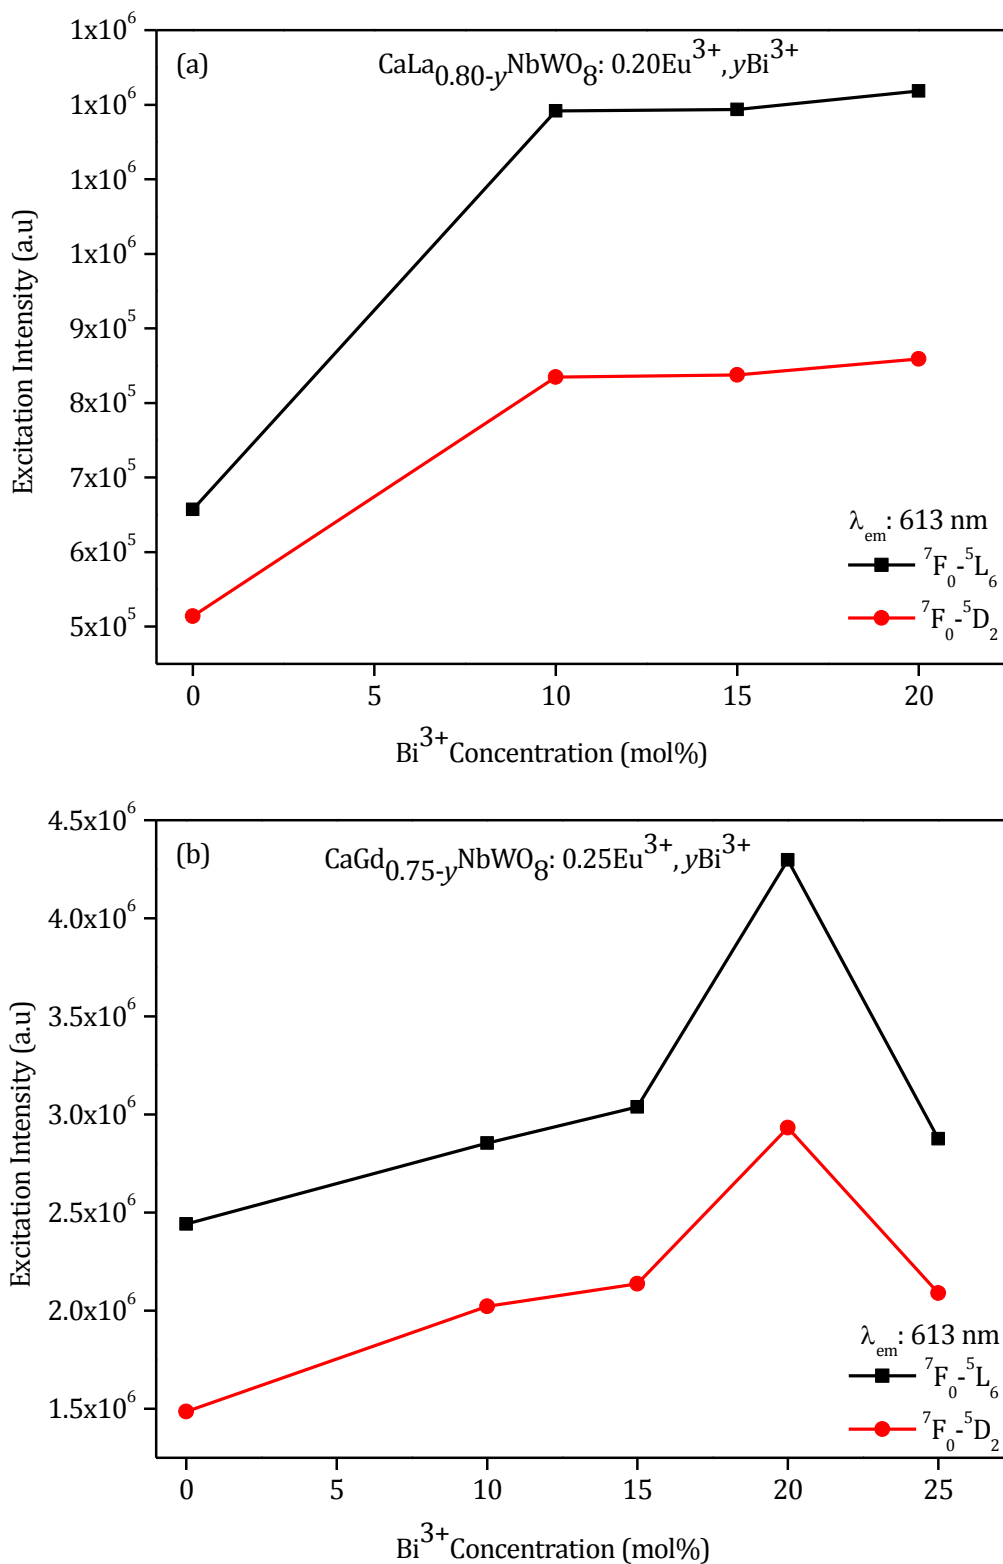 (a) CaLa0.80-yNbWO8: 0.20Eu3+, yBi3+
1x10^6
1x10^6
1x10^6
1x10^6
9x10^5
8x10^5
7x10^5
6x10^5
5x10^5
Excitation Intensity (a.u)
λem: 613 nm
7F0-5L6
7F0-5D2
0 5 10 15 20
Bi3+ Concentration (mol%)
(b) CaGd0.75-yNbWO8: 0.25Eu3+, yBi3+
4.5x10^6
4.0x10^6
3.5x10^6
3.0x10^6
2.5x10^6
2.0x10^6
1.5x10^6
Excitation Intensity (a.u)
λem: 613 nm
7F0-5L6
7F0-5D2
0 5 10 15 20 25
Bi3+ Concentration (mol%)